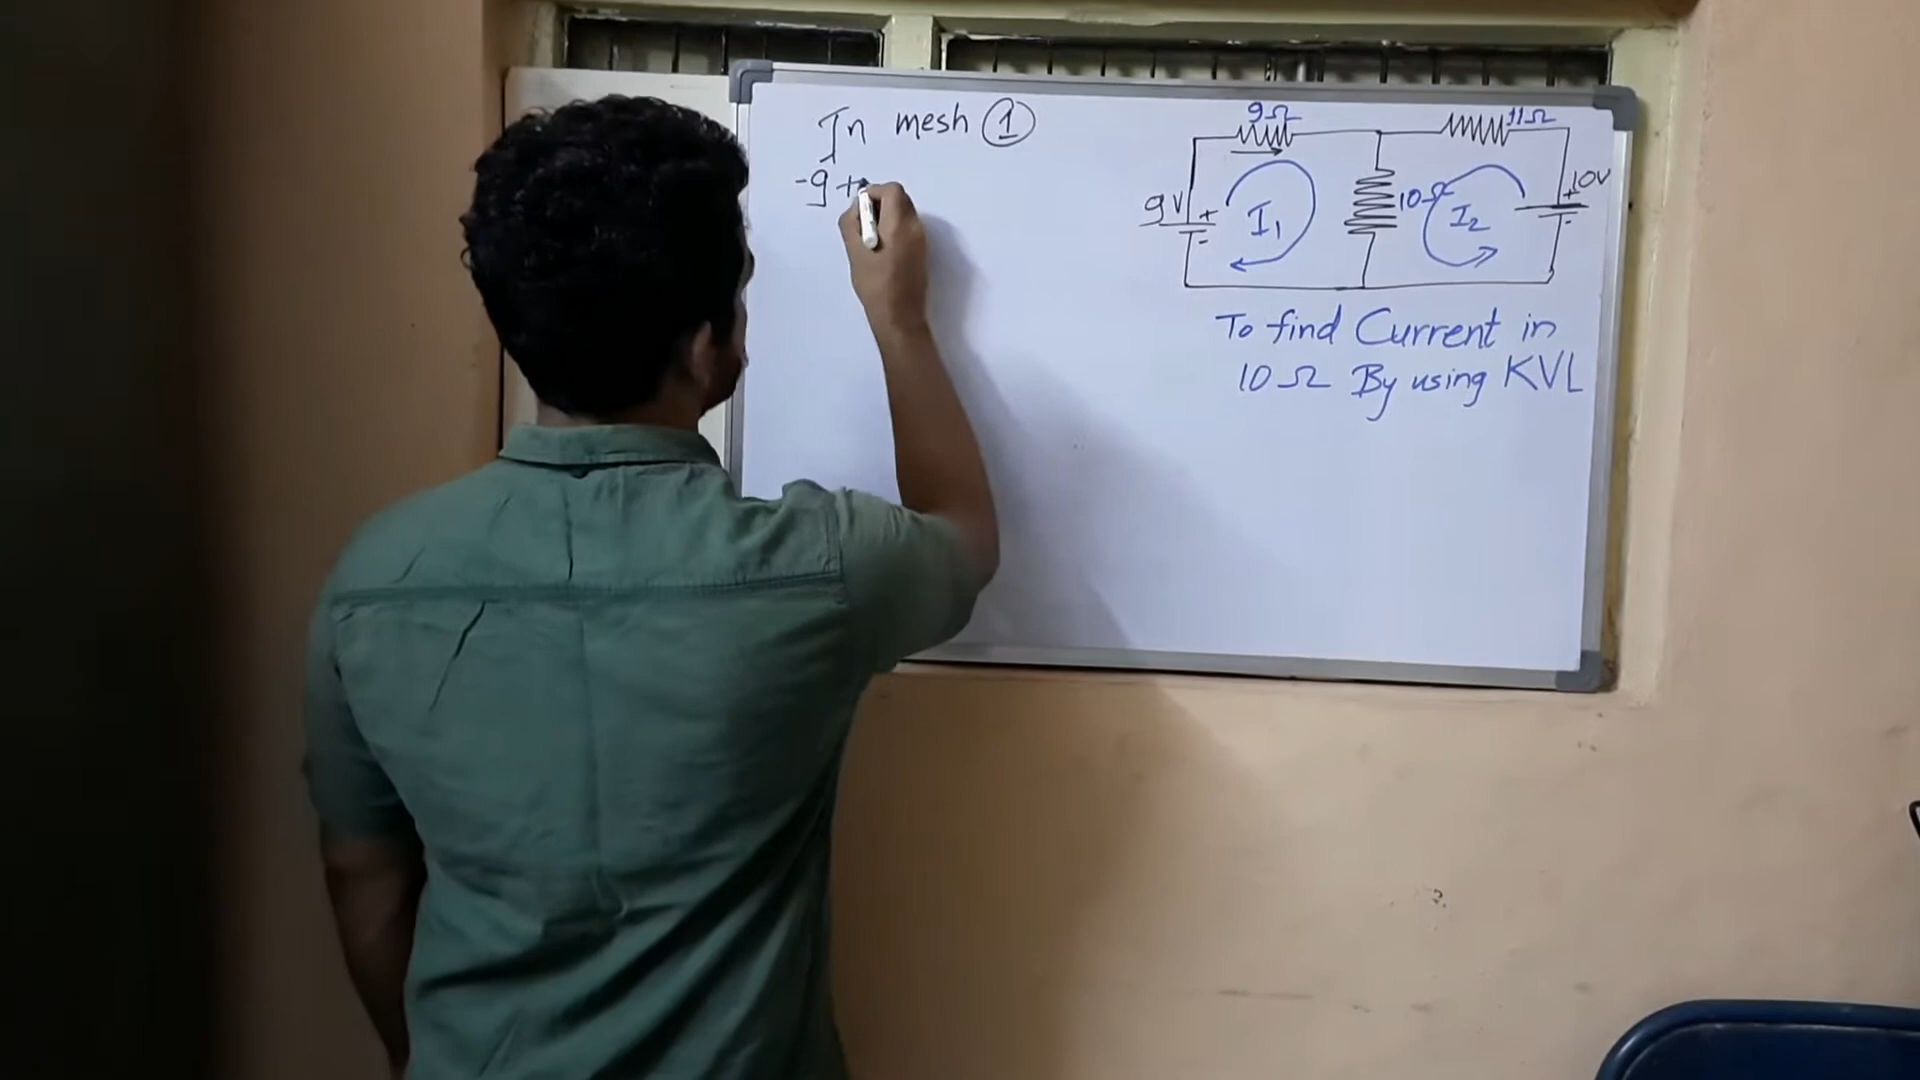 In mesh 1
-9 +
9Ω
11Ω
9V
+
-
I1
10Ω
I2
10V
+
-
To find Current in
10 Ω By using KVL